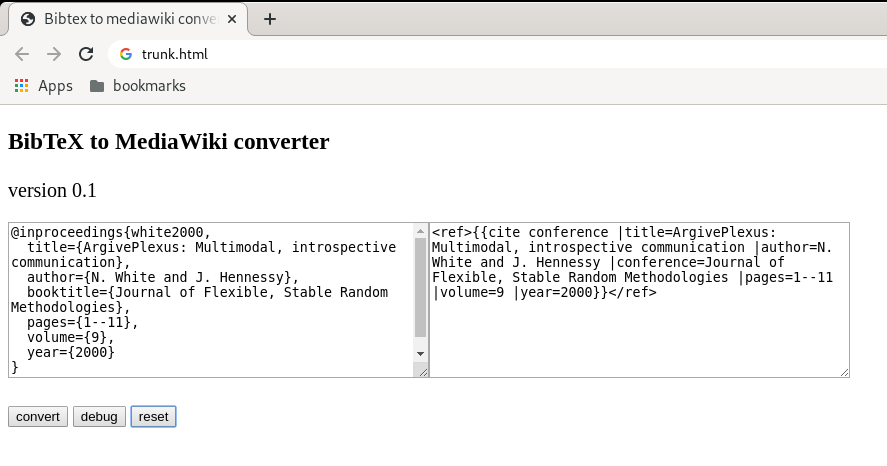 Bibtex to mediawiki conve
trunk.html
Apps bookmarks
BibTeX to MediaWiki converter
version 0.1
@inproceedings{white2000,
  title={ArgivePlexus: Multimodal, introspective
communication},
  author={N. White and J. Hennessy},
  booktitle={Journal of Flexible, Stable Random
Methodologies},
  pages={1--11},
  volume={9},
  year={2000}
}
<ref>{{cite conference |title=ArgivePlexus:
Multimodal, introspective communication |author=N.
White and J. Hennessy |conference=Journal of
Flexible, Stable Random Methodologies |pages=1--11
|volume=9 |year=2000}}</ref>
convert debug reset